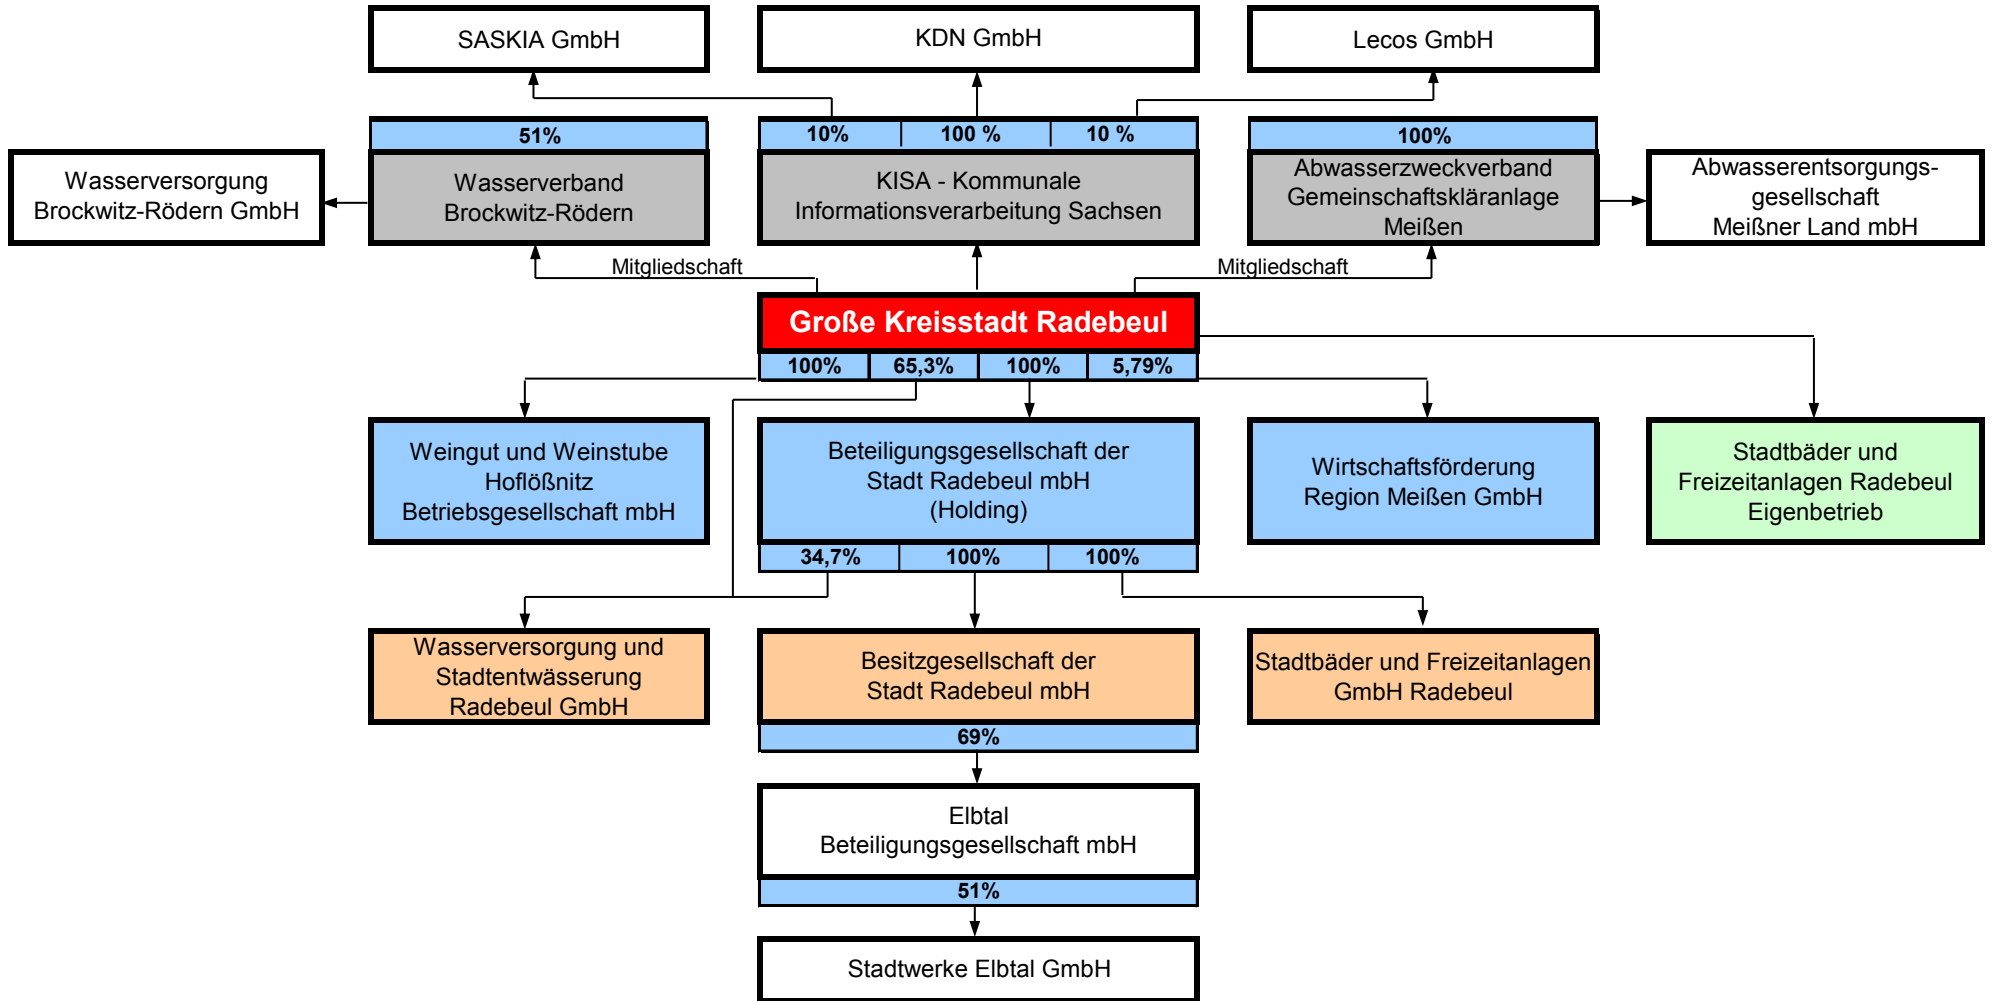 SASKIA GmbH
KDN GmbH
Lecos GmbH
51%
10%
100 %
10 %
100%
Wasserversorgung
Brockwitz-Rödern GmbH
Wasserverband
Brockwitz-Rödern
KISA - Kommunale
Informationsverarbeitung Sachsen
Abwasserzweckverband
Gemeinschaftskläranlage
Meißen
Abwasserentsorgungs-
gesellschaft
Meißner Land mbH
Mitgliedschaft
Mitgliedschaft
Große Kreisstadt Radebeul
100%
65,3%
100%
5,79%
Weingut und Weinstube
Hoflößnitz
Betriebsgesellschaft mbH
Beteiligungsgesellschaft der
Stadt Radebeul mbH
(Holding)
Wirtschaftsförderung
Region Meißen GmbH
Stadtbäder und
Freizeitanlagen Radebeul
Eigenbetrieb
34,7%
100%
100%
Wasserversorgung und
Stadtentwässerung
Radebeul GmbH
Besitzgesellschaft der
Stadt Radebeul mbH
Stadtbäder und Freizeitanlagen
GmbH Radebeul
69%
Elbtal
Beteiligungsgesellschaft mbH
51%
Stadtwerke Elbtal GmbH